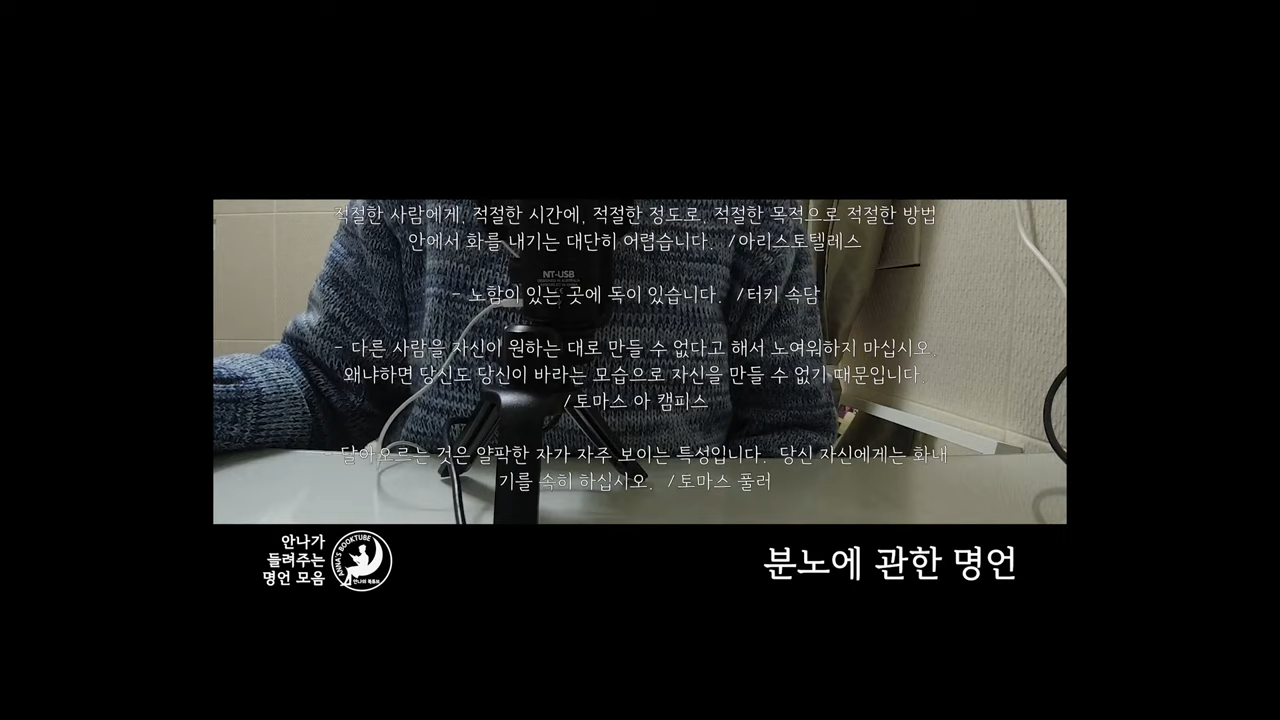 적절한 사람에게, 적절한 시간에, 적절한 정도로, 적절한 목적으로 적절한 방법
안에서 화를 내기는 대단히 어렵습니다. /아리스토텔레스
- 노함이 있는 곳에 독이 있습니다. /터키 속담
- 다른 사람을 자신이 원하는 대로 만들 수 없다고 해서 노여워하지 마십시오.
왜냐하면 당신도 당신이 바라는 모습으로 자신을 만들 수 없기 때문입니다.
/토마스 아 캠피스
- 달아오르는 것은 얄팍한 자가 자주 보이는 특성입니다. 당신 자신에게는 화내
기를 속히 하십시오. /토마스 풀러
NT-USB
안나가
들려주는
명언 모음
ANNA'S BOOKTUBE
안나의 북튜브
분노에 관한 명언